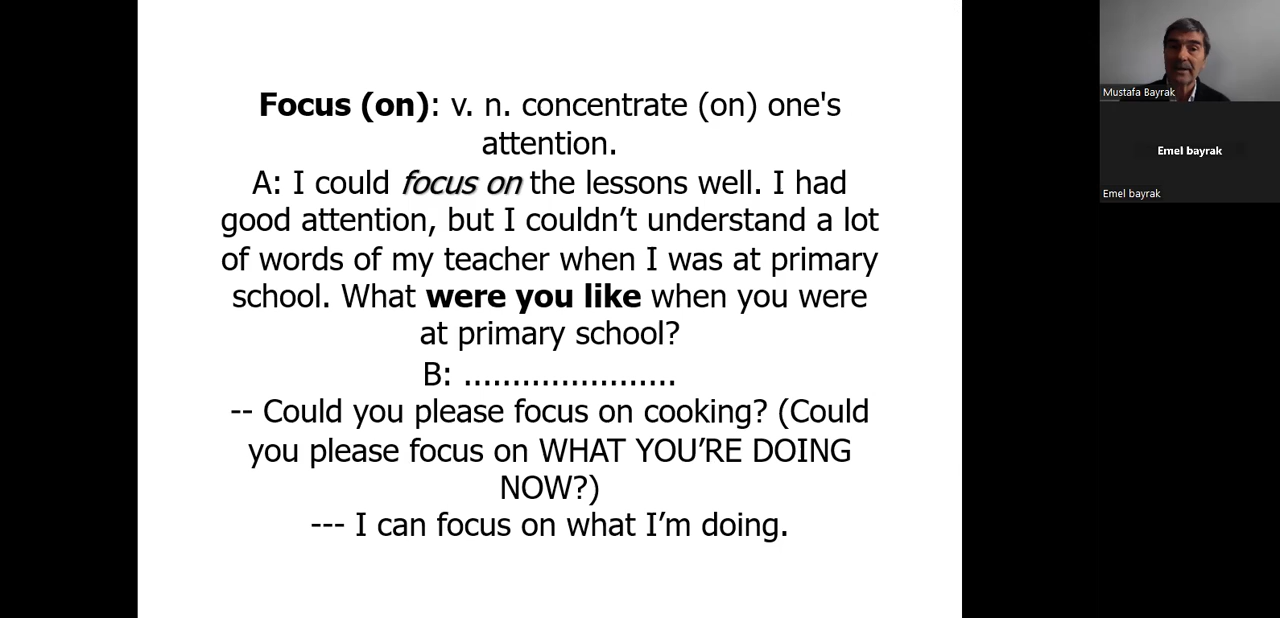 Focus (on): v. n. concentrate (on) one's
attention.
A: I could focus on the lessons well. I had
good attention, but I couldn’t understand a lot
of words of my teacher when I was at primary
school. What were you like when you were
at primary school?
B: ......................
-- Could you please focus on cooking? (Could
you please focus on WHAT YOU’RE DOING
NOW?)
--- I can focus on what I’m doing.
Mustafa Bayrak
Emel bayrak
Emel bayrak